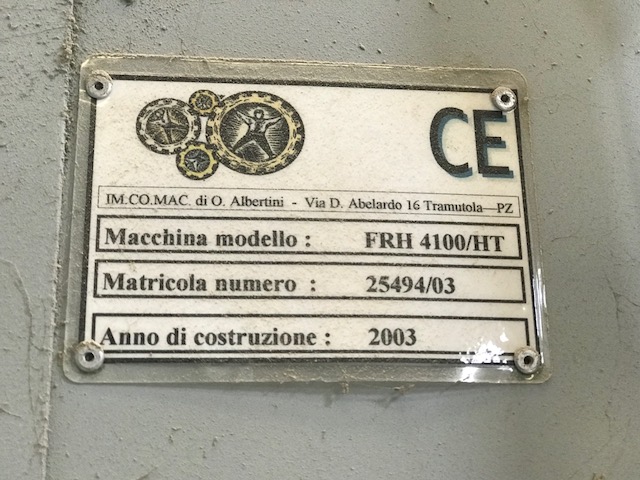 CE
IM.CO.MAC. di O. Albertini - Via D. Abelardo 16 Tramutola—PZ
Macchina modello : FRH 4100/HT
Matricola numero : 25494/03
Anno di costruzione : 2003